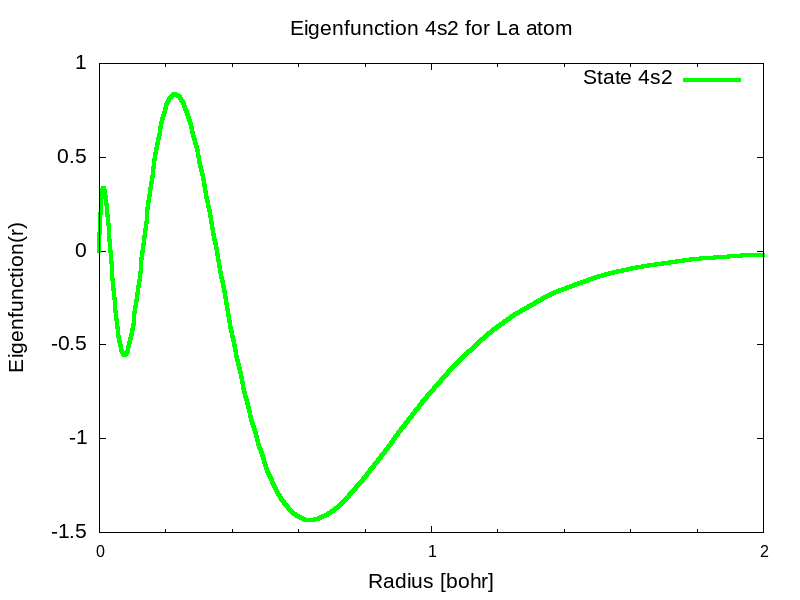 Eigenfunction 4s2 for La atom
State 4s2
1
0.5
0
-0.5
-1
-1.5
Eigenfunction(r)
0 1 2
Radius [bohr]